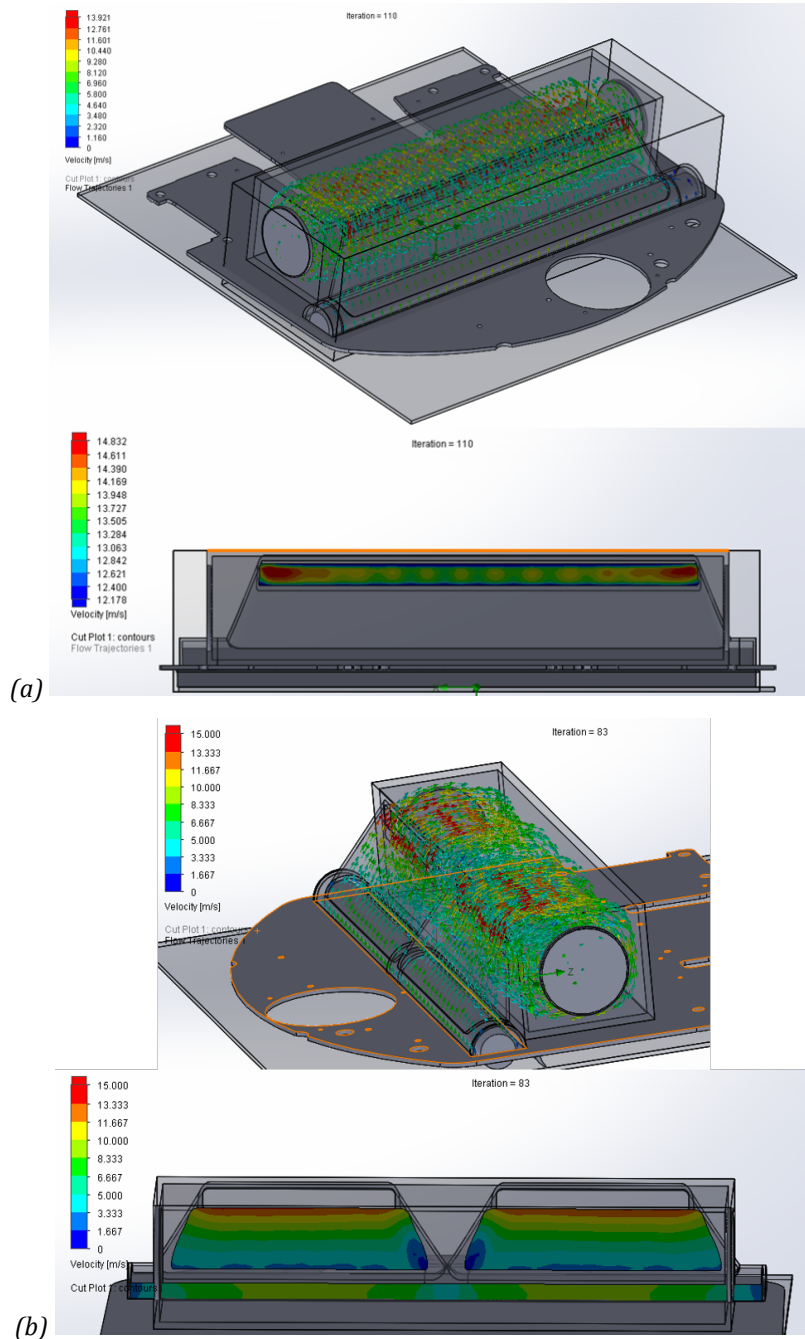 13.921
12.761
11.601
10.440
9.280
8.120
6.960
5.800
4.640
3.480
2.320
1.160
0
Velocity [m/s]
Cut Plot 1: contours
Flow Trajectories 1
Iteration = 110
14.832
14.611
14.390
14.169
13.948
13.727
13.505
13.284
13.063
12.842
12.621
12.400
12.178
Velocity [m/s]
Cut Plot 1: contours
Flow Trajectories 1
Iteration = 110
(a)
15.000
13.333
11.667
10.000
8.333
6.667
5.000
3.333
1.667
0
Velocity [m/s]
Cut Plot 1: contours
Flow Trajectories 1
Iteration = 83
Z
15.000
13.333
11.667
10.000
8.333
6.667
5.000
3.333
1.667
0
Velocity [m/s]
Cut Plot 1: contours
Iteration = 83
(b)